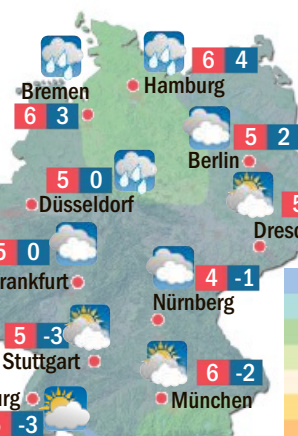 6 4
Hamburg
Bremen
6 3
5 2
Berlin
5 0
Düsseldorf
5
Dresd
5 0
rankfurt
4 -1
Nürnberg
5 -3
Stuttgart
6 -2
München
urg
-3